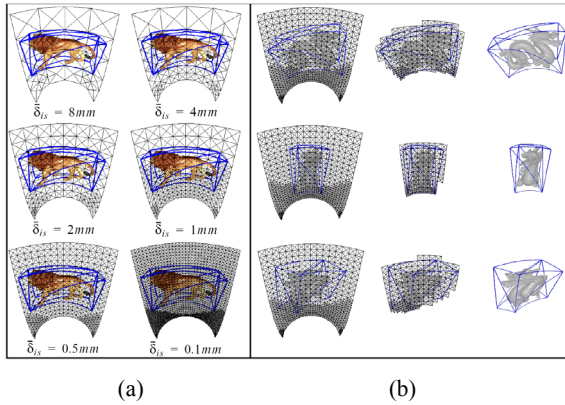 δ̄_is = 8mm δ̄_is = 4mm
δ̄_is = 2mm δ̄_is = 1mm
δ̄_is = 0.5mm δ̄_is = 0.1mm
(a) (b)